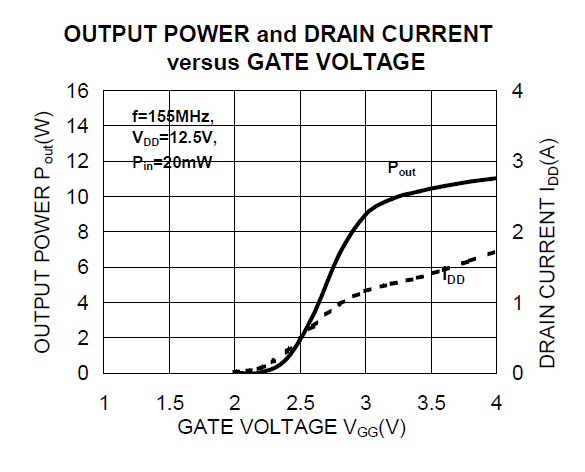 OUTPUT POWER and DRAIN CURRENT
versus GATE VOLTAGE
16
14
12
10
8
6
4
2
0
OUTPUT POWER Pout(W)
f=155MHz,
VDD=12.5V,
Pin=20mW
Pout
IDD
4
3
2
1
0
DRAIN CURRENT IDD(A)
1 1.5 2 2.5 3 3.5 4
GATE VOLTAGE VGG(V)